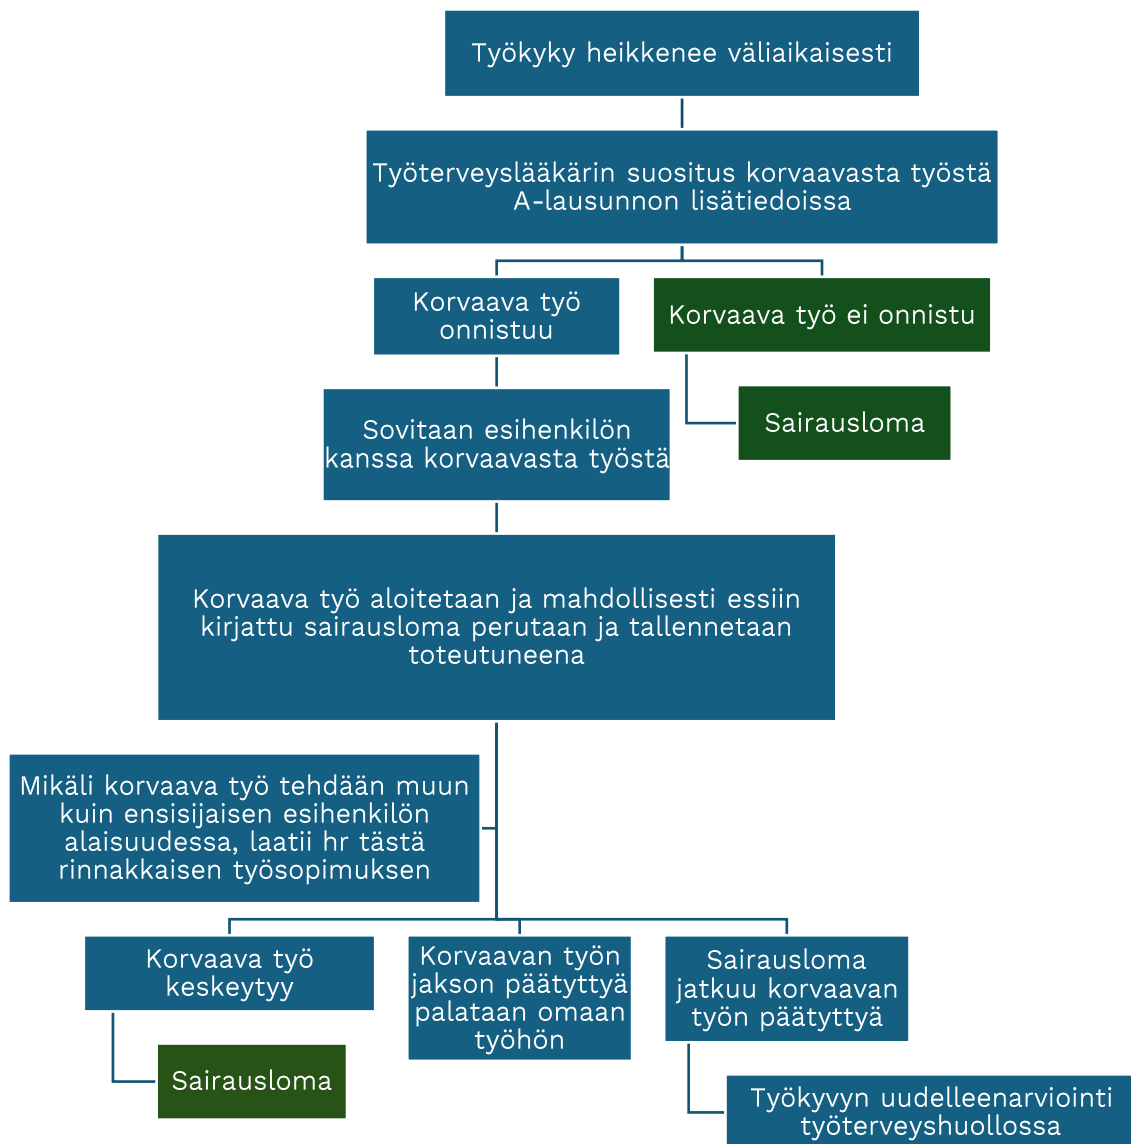 Työkyky heikkenee väliaikaisesti
Työterveyslääkärin suositus korvaavasta työstä
A-lausunnon lisätiedoissa
Korvaava työ
onnistuu
Korvaava työ ei onnistu
Sairausloma
Sovitaan esihenkilön
kanssa korvaavasta työstä
Korvaava työ aloitetaan ja mahdollisesti essiin
kirjattu sairausloma perutaan ja tallennetaan
toteutuneena
Mikäli korvaava työ tehdään muun
kuin ensisijaisen esihenkilön
alaisuudessa, laatii hr tästä
rinnakkaisen työsopimuksen
Korvaava työ
keskeytyy
Sairausloma
Korvaavan työn
jakson päätyttyä
palataan omaan
työhön
Sairausloma
jatkuu korvaavan
työn päätyttyä
Työkyvyn uudelleenarviointi
työterveyshuollossa